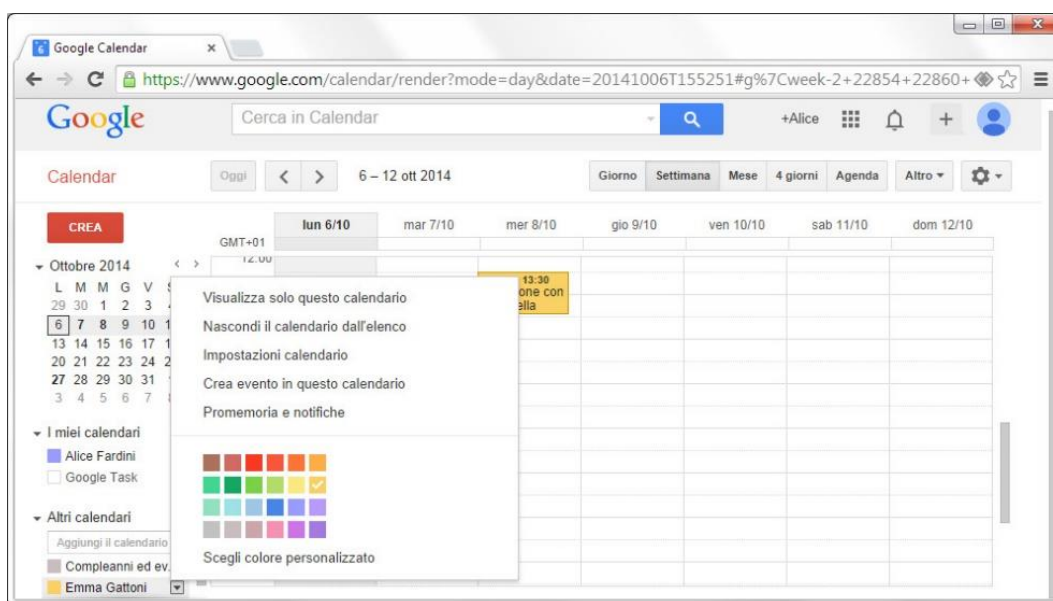 Google Calendar
https://www.google.com/calendar/render?mode=day&date=20141006T155251#g%7Cweek-2+22854+22860+
Google
Cerca in Calendar
+Alice
Calendar
Oggi
6 – 12 ott 2014
Giorno Settimana Mese 4 giorni Agenda
Altro
CREA
GMT+01
lun 6/10 mar 7/10 mer 8/10 gio 9/10 ven 10/10 sab 11/10 dom 12/10
12:00
13:30
one con
ella
Ottobre 2014
L M M G V
29 30 1 2 3
6 7 8 9 10
13 14 15 16 17
20 21 22 23 24
27 28 29 30 31
3 4 5 6 7
I miei calendari
Alice Fardini
Google Task
Altri calendari
Aggiungi il calendario
Compleanni ed ev.
Emma Gattoni
Visualizza solo questo calendario
Nascondi il calendario dall'elenco
Impostazioni calendario
Crea evento in questo calendario
Promemoria e notifiche
Scegli colore personalizzato